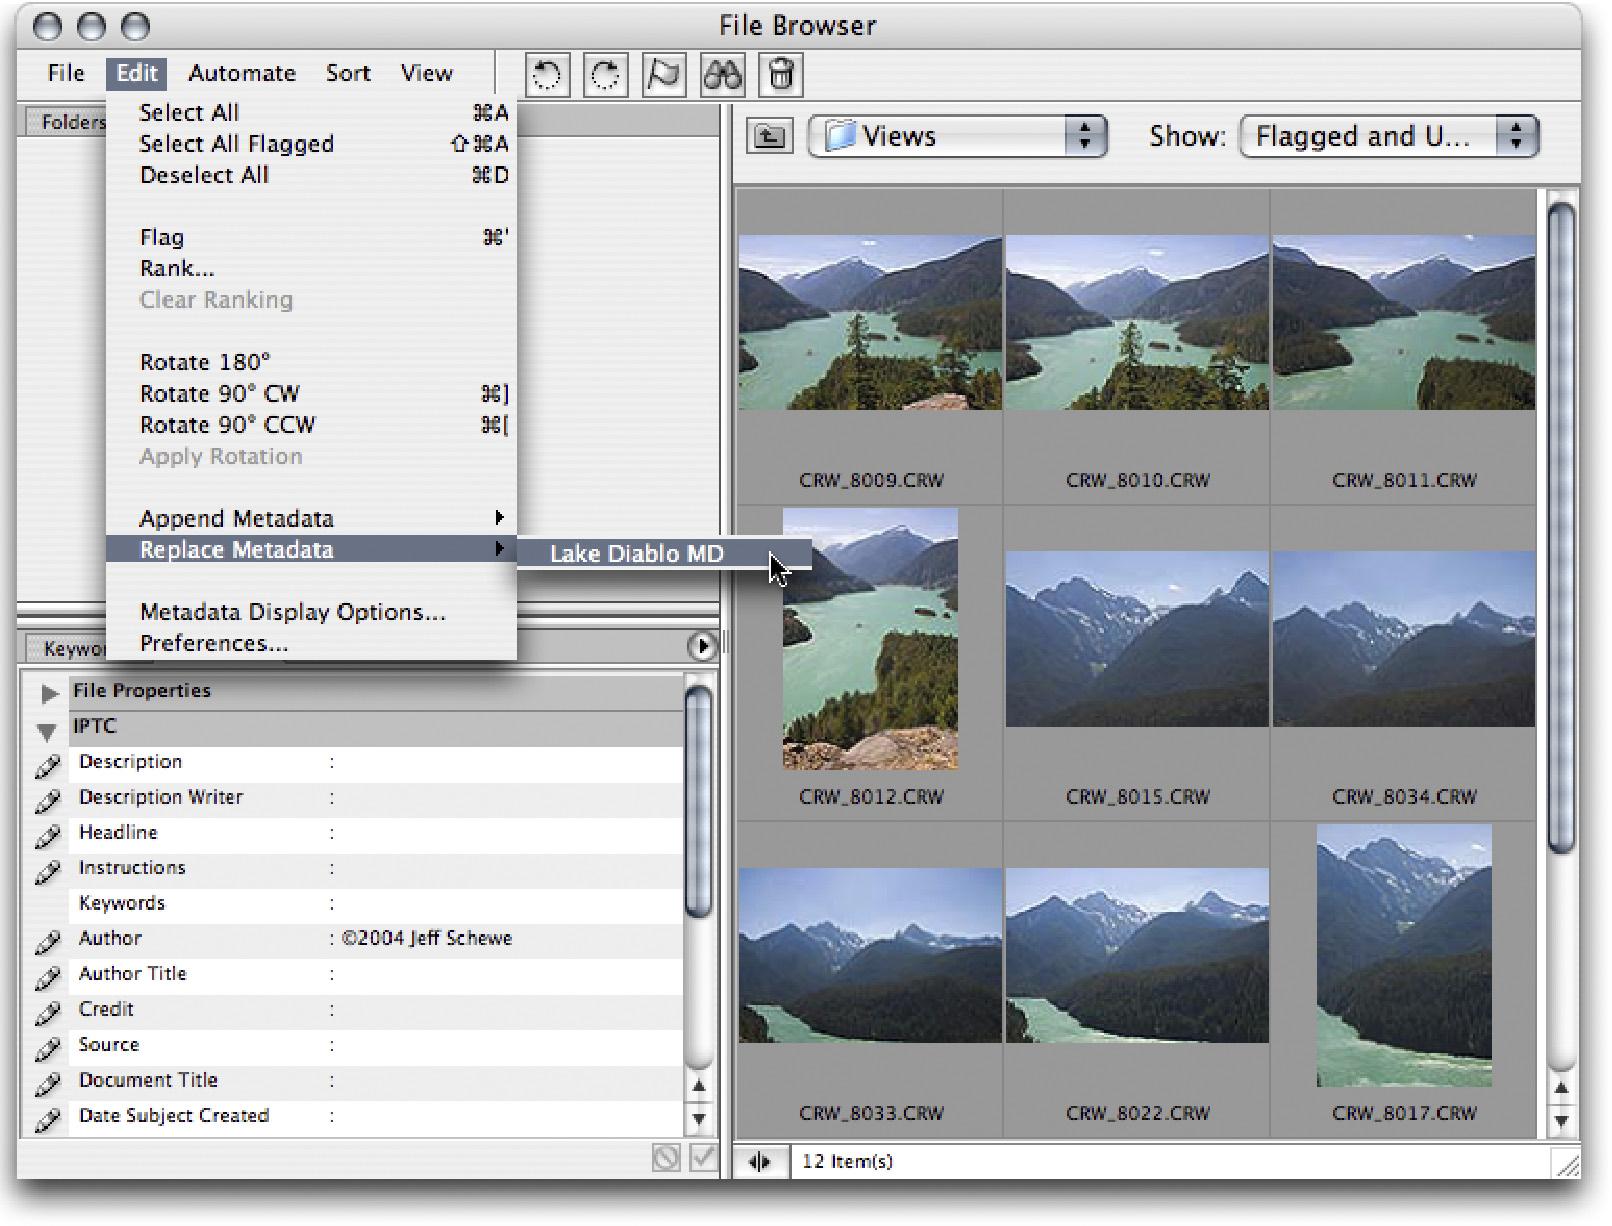 File Browser
File Edit Automate Sort View
Folders
Select All ⌘A
Select All Flagged ⇧⌘A
Deselect All ⌘D
Flag ⌘'
Rank...
Clear Ranking
Rotate 180°
Rotate 90° CW ⌘]
Rotate 90° CCW ⌘[
Apply Rotation
Append Metadata
Replace Metadata
Lake Diablo MD
Metadata Display Options...
Preferences...
Keywo
File Properties
IPTC
Description :
Description Writer :
Headline :
Instructions :
Keywords :
Author : ©2004 Jeff Schewe
Author Title :
Credit :
Source :
Document Title :
Date Subject Created :
Views Show: Flagged and U...
CRW_8009.CRW CRW_8010.CRW CRW_8011.CRW
CRW_8012.CRW CRW_8015.CRW CRW_8034.CRW
CRW_8033.CRW CRW_8022.CRW CRW_8017.CRW
12 Item(s)